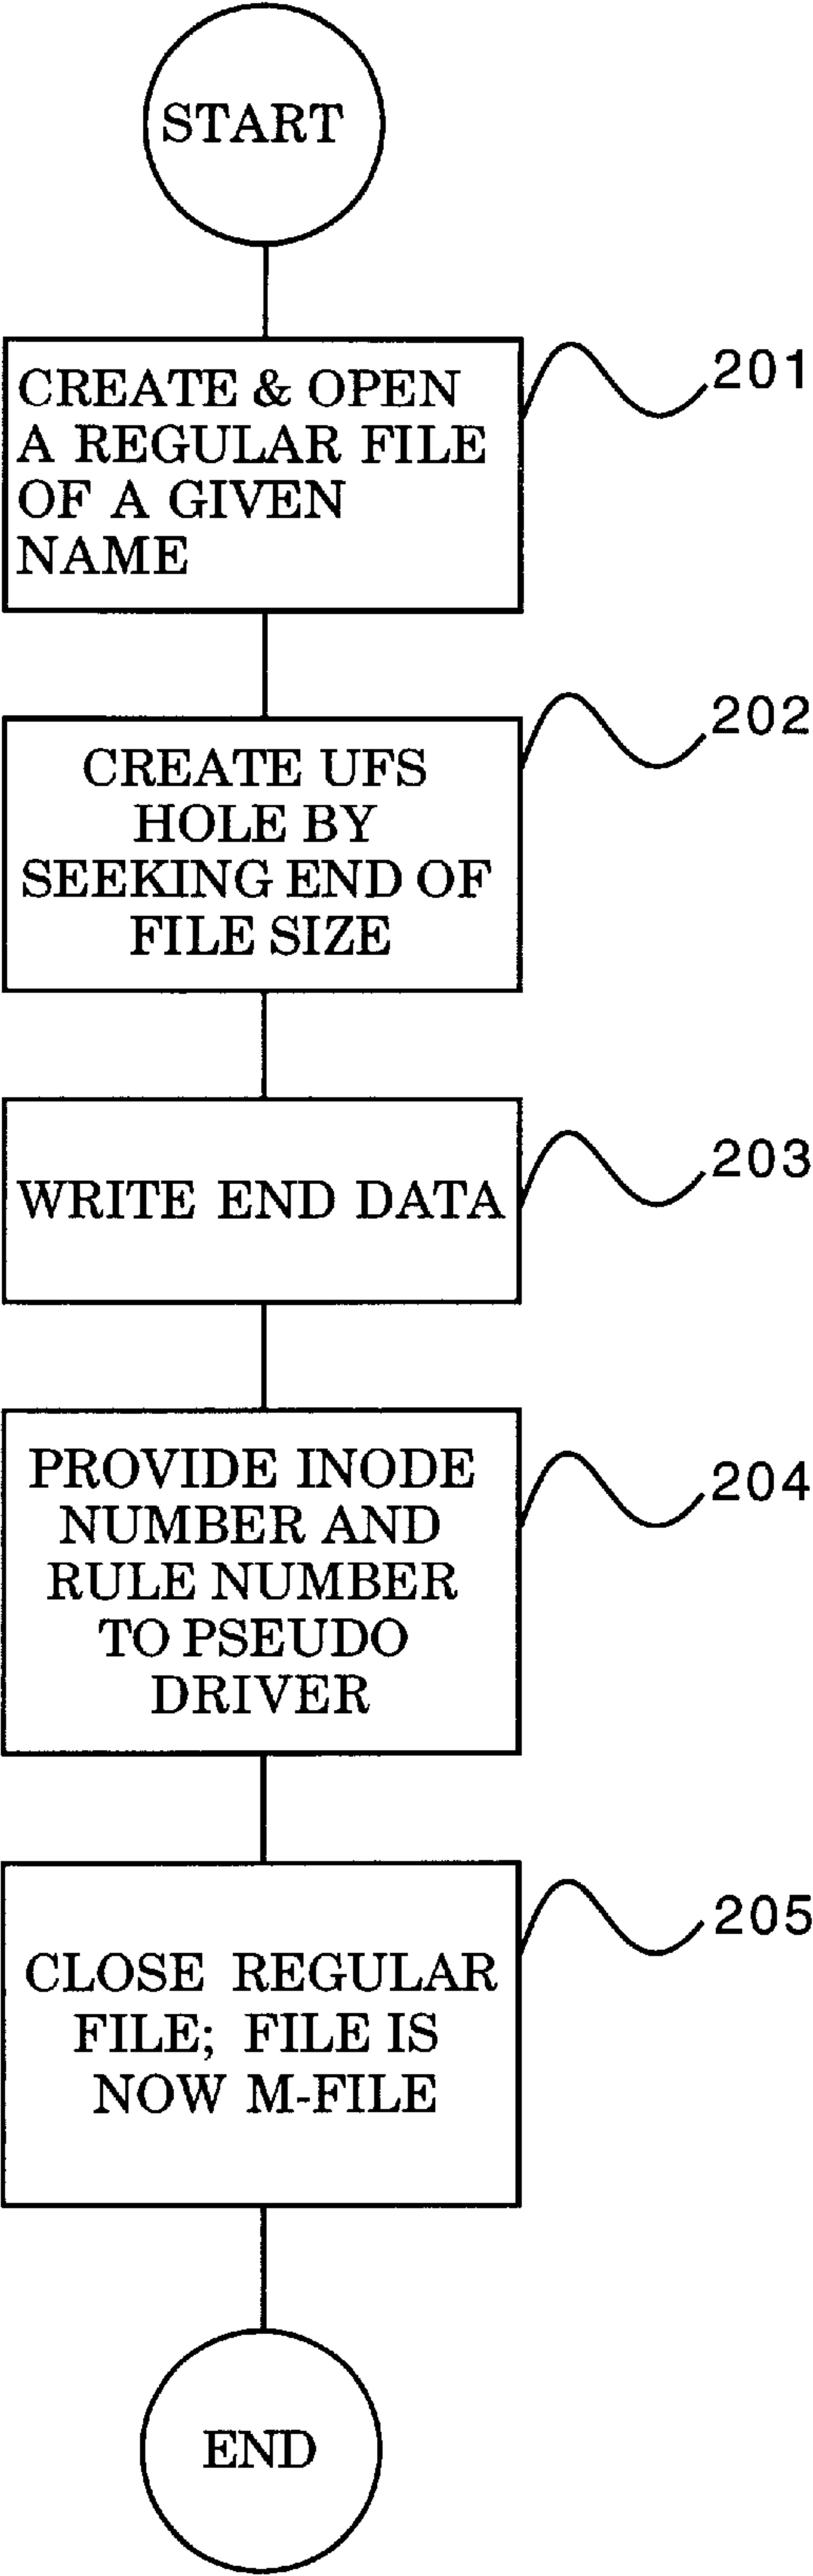 START
CREATE & OPEN
A REGULAR FILE
OF A GIVEN
NAME
201
CREATE UFS
HOLE BY
SEEKING END OF
FILE SIZE
202
WRITE END DATA
203
PROVIDE INODE
NUMBER AND
RULE NUMBER
TO PSEUDO
DRIVER
204
CLOSE REGULAR
FILE; FILE IS
NOW M-FILE
205
END